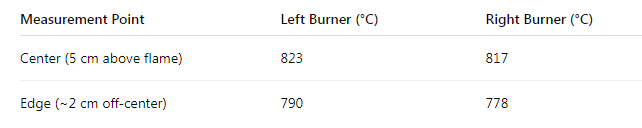 Measurement Point Left Burner (°C) Right Burner (°C)
Center (5 cm above flame) 823 817
Edge (~2 cm off-center) 790 778